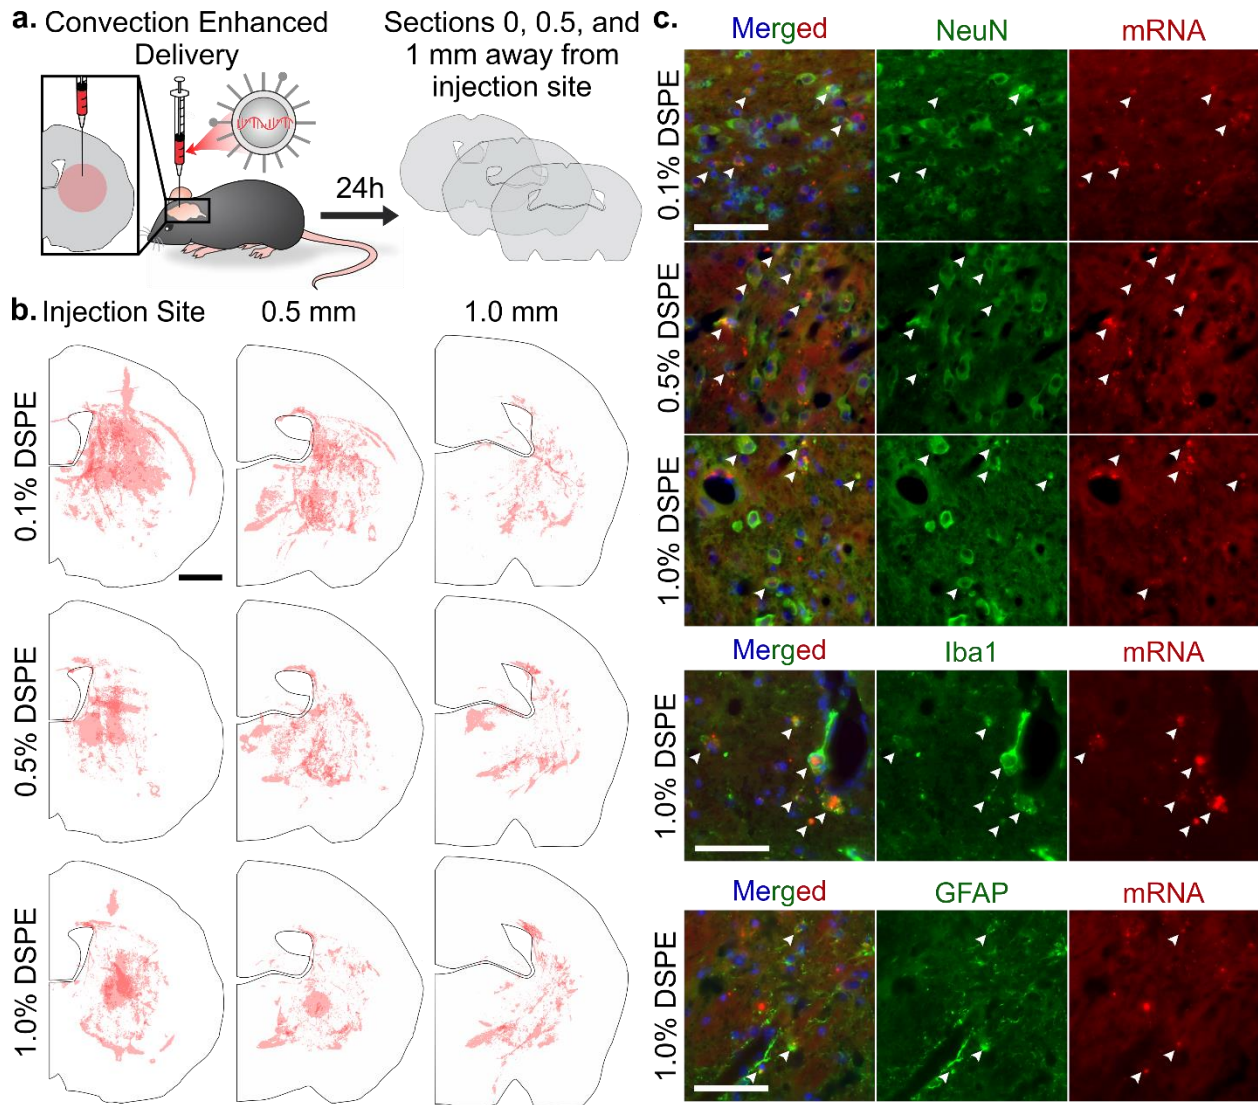 a. Convection Enhanced
Delivery
Sections 0, 0.5, and
1 mm away from
injection site
24h
b. Injection Site 0.5 mm 1.0 mm
0.1% DSPE
0.5% DSPE
1.0% DSPE
c.
Merged NeuN mRNA
0.1% DSPE
0.5% DSPE
1.0% DSPE
Merged Iba1 mRNA
1.0% DSPE
Merged GFAP mRNA
1.0% DSPE